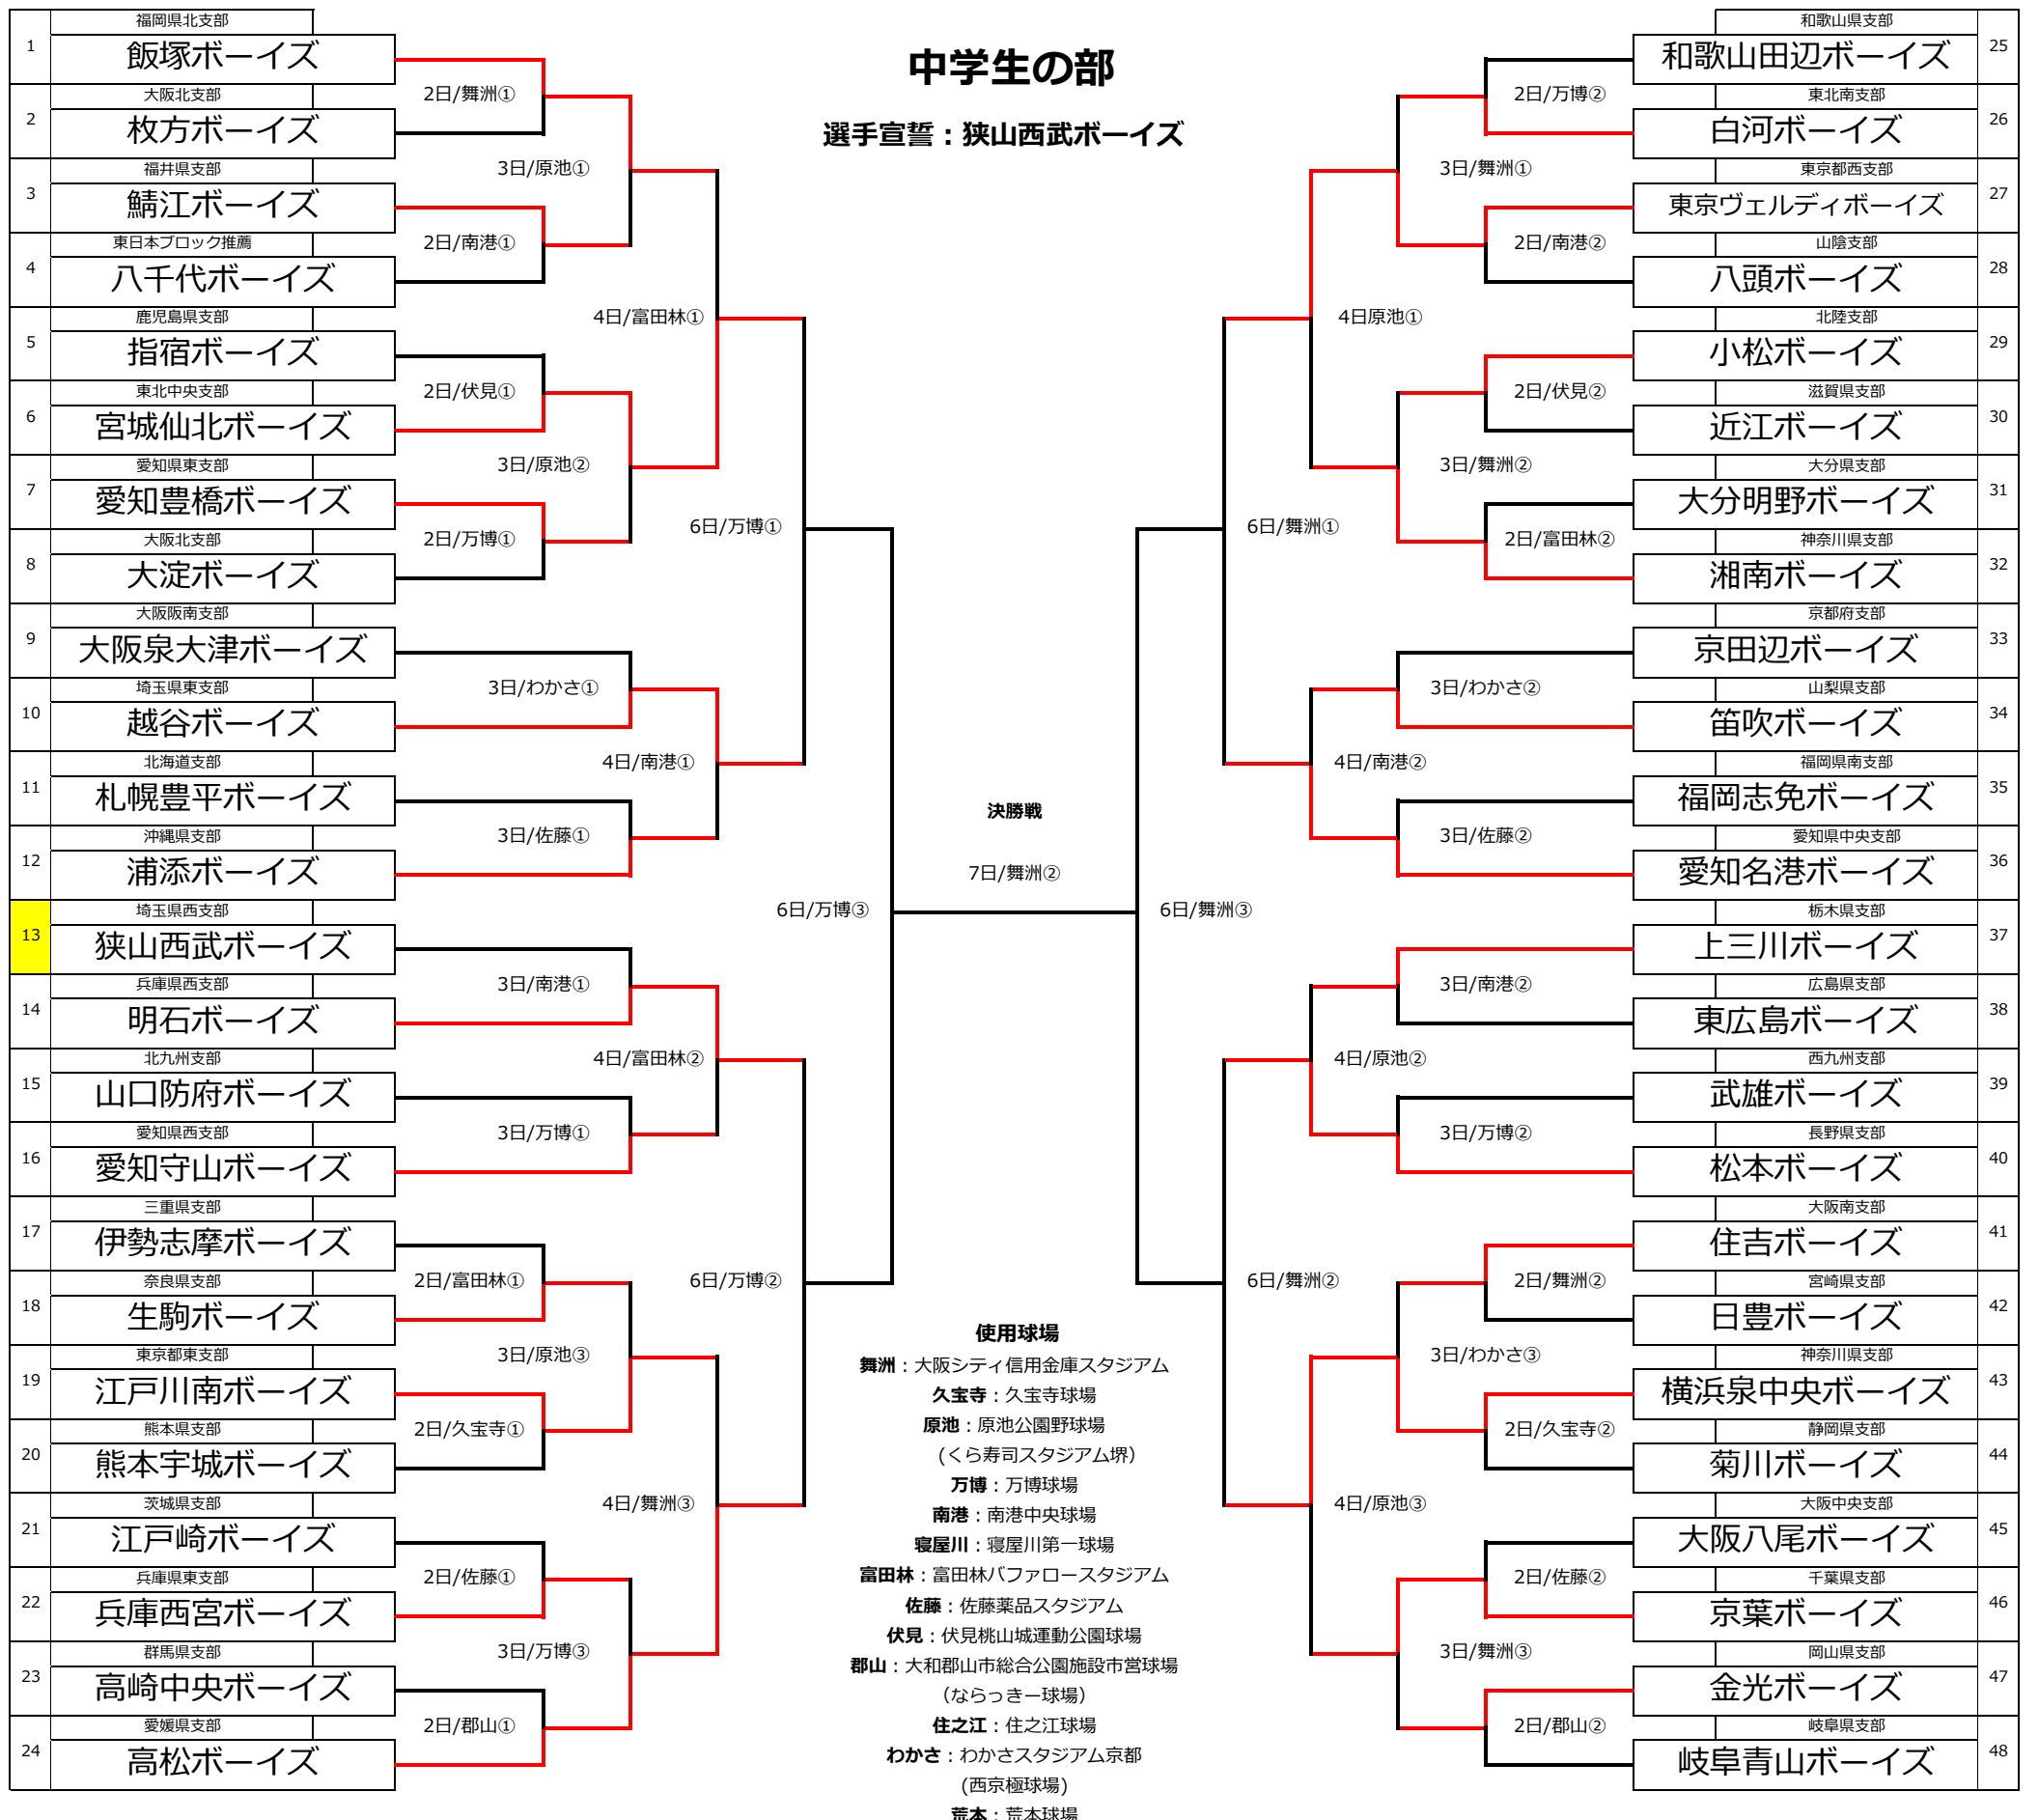 中学生の部
選手宣誓：狭山西武ボーイズ
1
福岡県北支部
飯塚ボーイズ
2
大阪北支部
枚方ボーイズ
3
福井県支部
鯖江ボーイズ
4
東日本ブロック推薦
八千代ボーイズ
5
鹿児島県支部
指宿ボーイズ
6
東北中央支部
宮城仙北ボーイズ
7
愛知県東支部
愛知豊橋ボーイズ
8
大阪北支部
大淀ボーイズ
9
大阪阪南支部
大阪泉大津ボーイズ
10
埼玉県東支部
越谷ボーイズ
11
北海道支部
札幌豊平ボーイズ
12
沖縄県支部
浦添ボーイズ
13
埼玉県西支部
狭山西武ボーイズ
14
兵庫県西支部
明石ボーイズ
15
北九州支部
山口防府ボーイズ
16
愛知県西支部
愛知守山ボーイズ
17
三重県支部
伊勢志摩ボーイズ
18
奈良県支部
生駒ボーイズ
19
東京都東支部
江戸川南ボーイズ
20
熊本県支部
熊本宇城ボーイズ
21
茨城県支部
江戸崎ボーイズ
22
兵庫県東支部
兵庫西宮ボーイズ
23
群馬県支部
高崎中央ボーイズ
24
愛媛県支部
高松ボーイズ
2日/舞洲①
2日/南港①
2日/伏見①
2日/万博①
2日/富田林①
2日/久宝寺①
2日/佐藤①
2日/郡山①
3日/原池①
3日/原池②
3日/わかさ①
3日/佐藤①
3日/南港①
3日/万博①
3日/原池③
3日/万博③
4日/富田林①
4日/南港①
4日/富田林②
4日/舞洲③
6日/万博①
6日/万博②
6日/万博③
決勝戦
7日/舞洲②
6日/舞洲③
6日/舞洲①
6日/舞洲②
4日原池①
4日/南港②
4日/原池②
4日/原池③
3日/舞洲①
3日/舞洲②
3日/わかさ②
3日/佐藤②
3日/南港②
3日/万博②
3日/わかさ③
3日/舞洲③
2日/万博②
2日/南港②
2日/伏見②
2日/富田林②
2日/舞洲②
2日/久宝寺②
2日/佐藤②
2日/郡山②
和歌山県支部
和歌山田辺ボーイズ
25
東北南支部
白河ボーイズ
26
東京都西支部
東京ヴェルディボーイズ
27
山陰支部
八頭ボーイズ
28
北陸支部
小松ボーイズ
29
滋賀県支部
近江ボーイズ
30
大分県支部
大分明野ボーイズ
31
神奈川県支部
湘南ボーイズ
32
京都府支部
京田辺ボーイズ
33
山梨県支部
笛吹ボーイズ
34
福岡県南支部
福岡志免ボーイズ
35
愛知県中央支部
愛知名港ボーイズ
36
栃木県支部
上三川ボーイズ
37
広島県支部
東広島ボーイズ
38
西九州支部
武雄ボーイズ
39
長野県支部
松本ボーイズ
40
大阪南支部
住吉ボーイズ
41
宮崎県支部
日豊ボーイズ
42
神奈川県支部
横浜泉中央ボーイズ
43
静岡県支部
菊川ボーイズ
44
大阪中央支部
大阪八尾ボーイズ
45
千葉県支部
京葉ボーイズ
46
岡山県支部
金光ボーイズ
47
岐阜県支部
岐阜青山ボーイズ
48
使用球場
舞洲：大阪シティ信用金庫スタジアム
久宝寺：久宝寺球場
原池：原池公園野球場
(くら寿司スタジアム堺)
万博：万博球場
南港：南港中央球場
寝屋川：寝屋川第一球場
富田林：富田林バファロースタジアム
佐藤：佐藤薬品スタジアム
伏見：伏見桃山城運動公園球場
郡山：大和郡山市総合公園施設市営球場
（ならっきー球場）
住之江：住之江球場
わかさ：わかさスタジアム京都
(西京極球場)
荒本：荒本球場